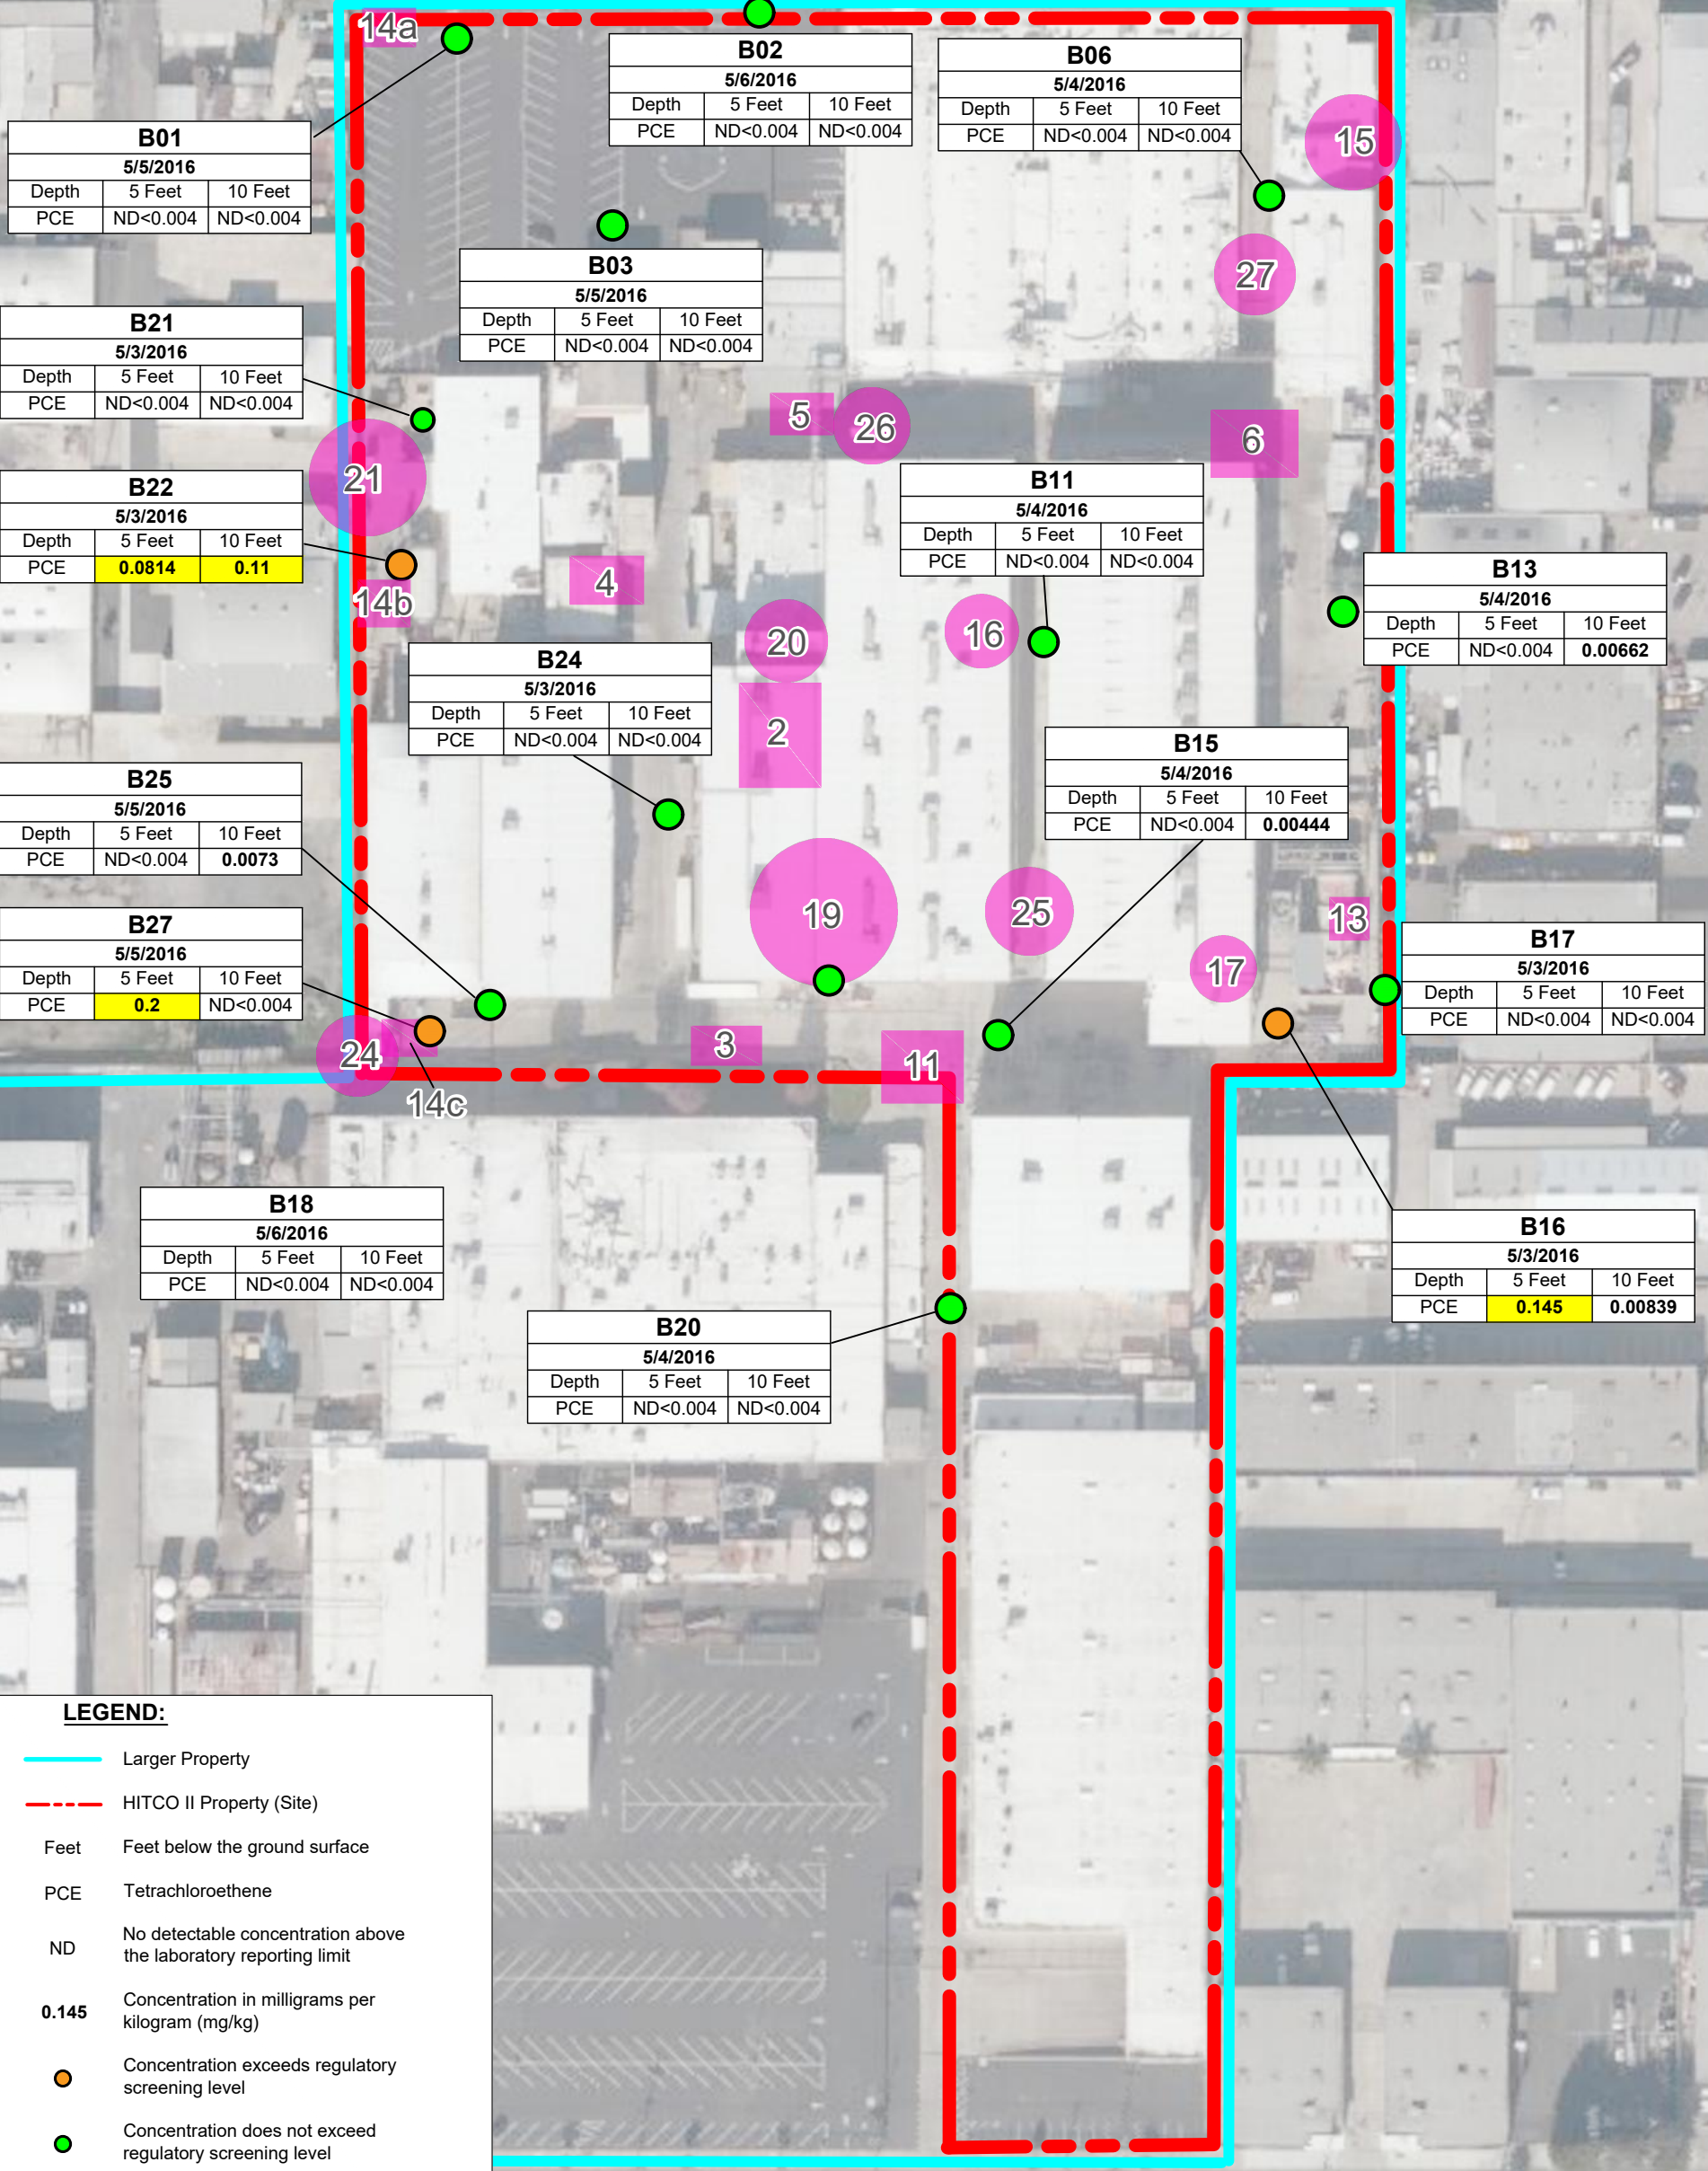 14a
B02
5/6/2016
Depth 5 Feet 10 Feet
PCE ND<0.004 ND<0.004
B06
5/4/2016
Depth 5 Feet 10 Feet
PCE ND<0.004 ND<0.004
B01
5/5/2016
Depth 5 Feet 10 Feet
PCE ND<0.004 ND<0.004
15
B03
5/5/2016
Depth 5 Feet 10 Feet
PCE ND<0.004 ND<0.004
27
B21
5/3/2016
Depth 5 Feet 10 Feet
PCE ND<0.004 ND<0.004
5
26
6
21
B22
5/3/2016
Depth 5 Feet 10 Feet
PCE 0.0814 0.11
B11
5/4/2016
Depth 5 Feet 10 Feet
PCE ND<0.004 ND<0.004
14b
4
B13
5/4/2016
Depth 5 Feet 10 Feet
PCE ND<0.004 0.00662
20
16
B24
5/3/2016
Depth 5 Feet 10 Feet
PCE ND<0.004 ND<0.004
2
B15
5/4/2016
Depth 5 Feet 10 Feet
PCE ND<0.004 0.00444
B25
5/5/2016
Depth 5 Feet 10 Feet
PCE ND<0.004 0.0073
19
25
13
B27
5/5/2016
Depth 5 Feet 10 Feet
PCE 0.2 ND<0.004
17
B17
5/3/2016
Depth 5 Feet 10 Feet
PCE ND<0.004 ND<0.004
24
3
11
14c
B18
5/6/2016
Depth 5 Feet 10 Feet
PCE ND<0.004 ND<0.004
B16
5/3/2016
Depth 5 Feet 10 Feet
PCE 0.145 0.00839
B20
5/4/2016
Depth 5 Feet 10 Feet
PCE ND<0.004 ND<0.004
LEGEND:
Larger Property
HITCO II Property (Site)
Feet Feet below the ground surface
PCE Tetrachloroethene
ND No detectable concentration above
the laboratory reporting limit
0.145 Concentration in milligrams per
kilogram (mg/kg)
Concentration exceeds regulatory
screening level
Concentration does not exceed
regulatory screening level